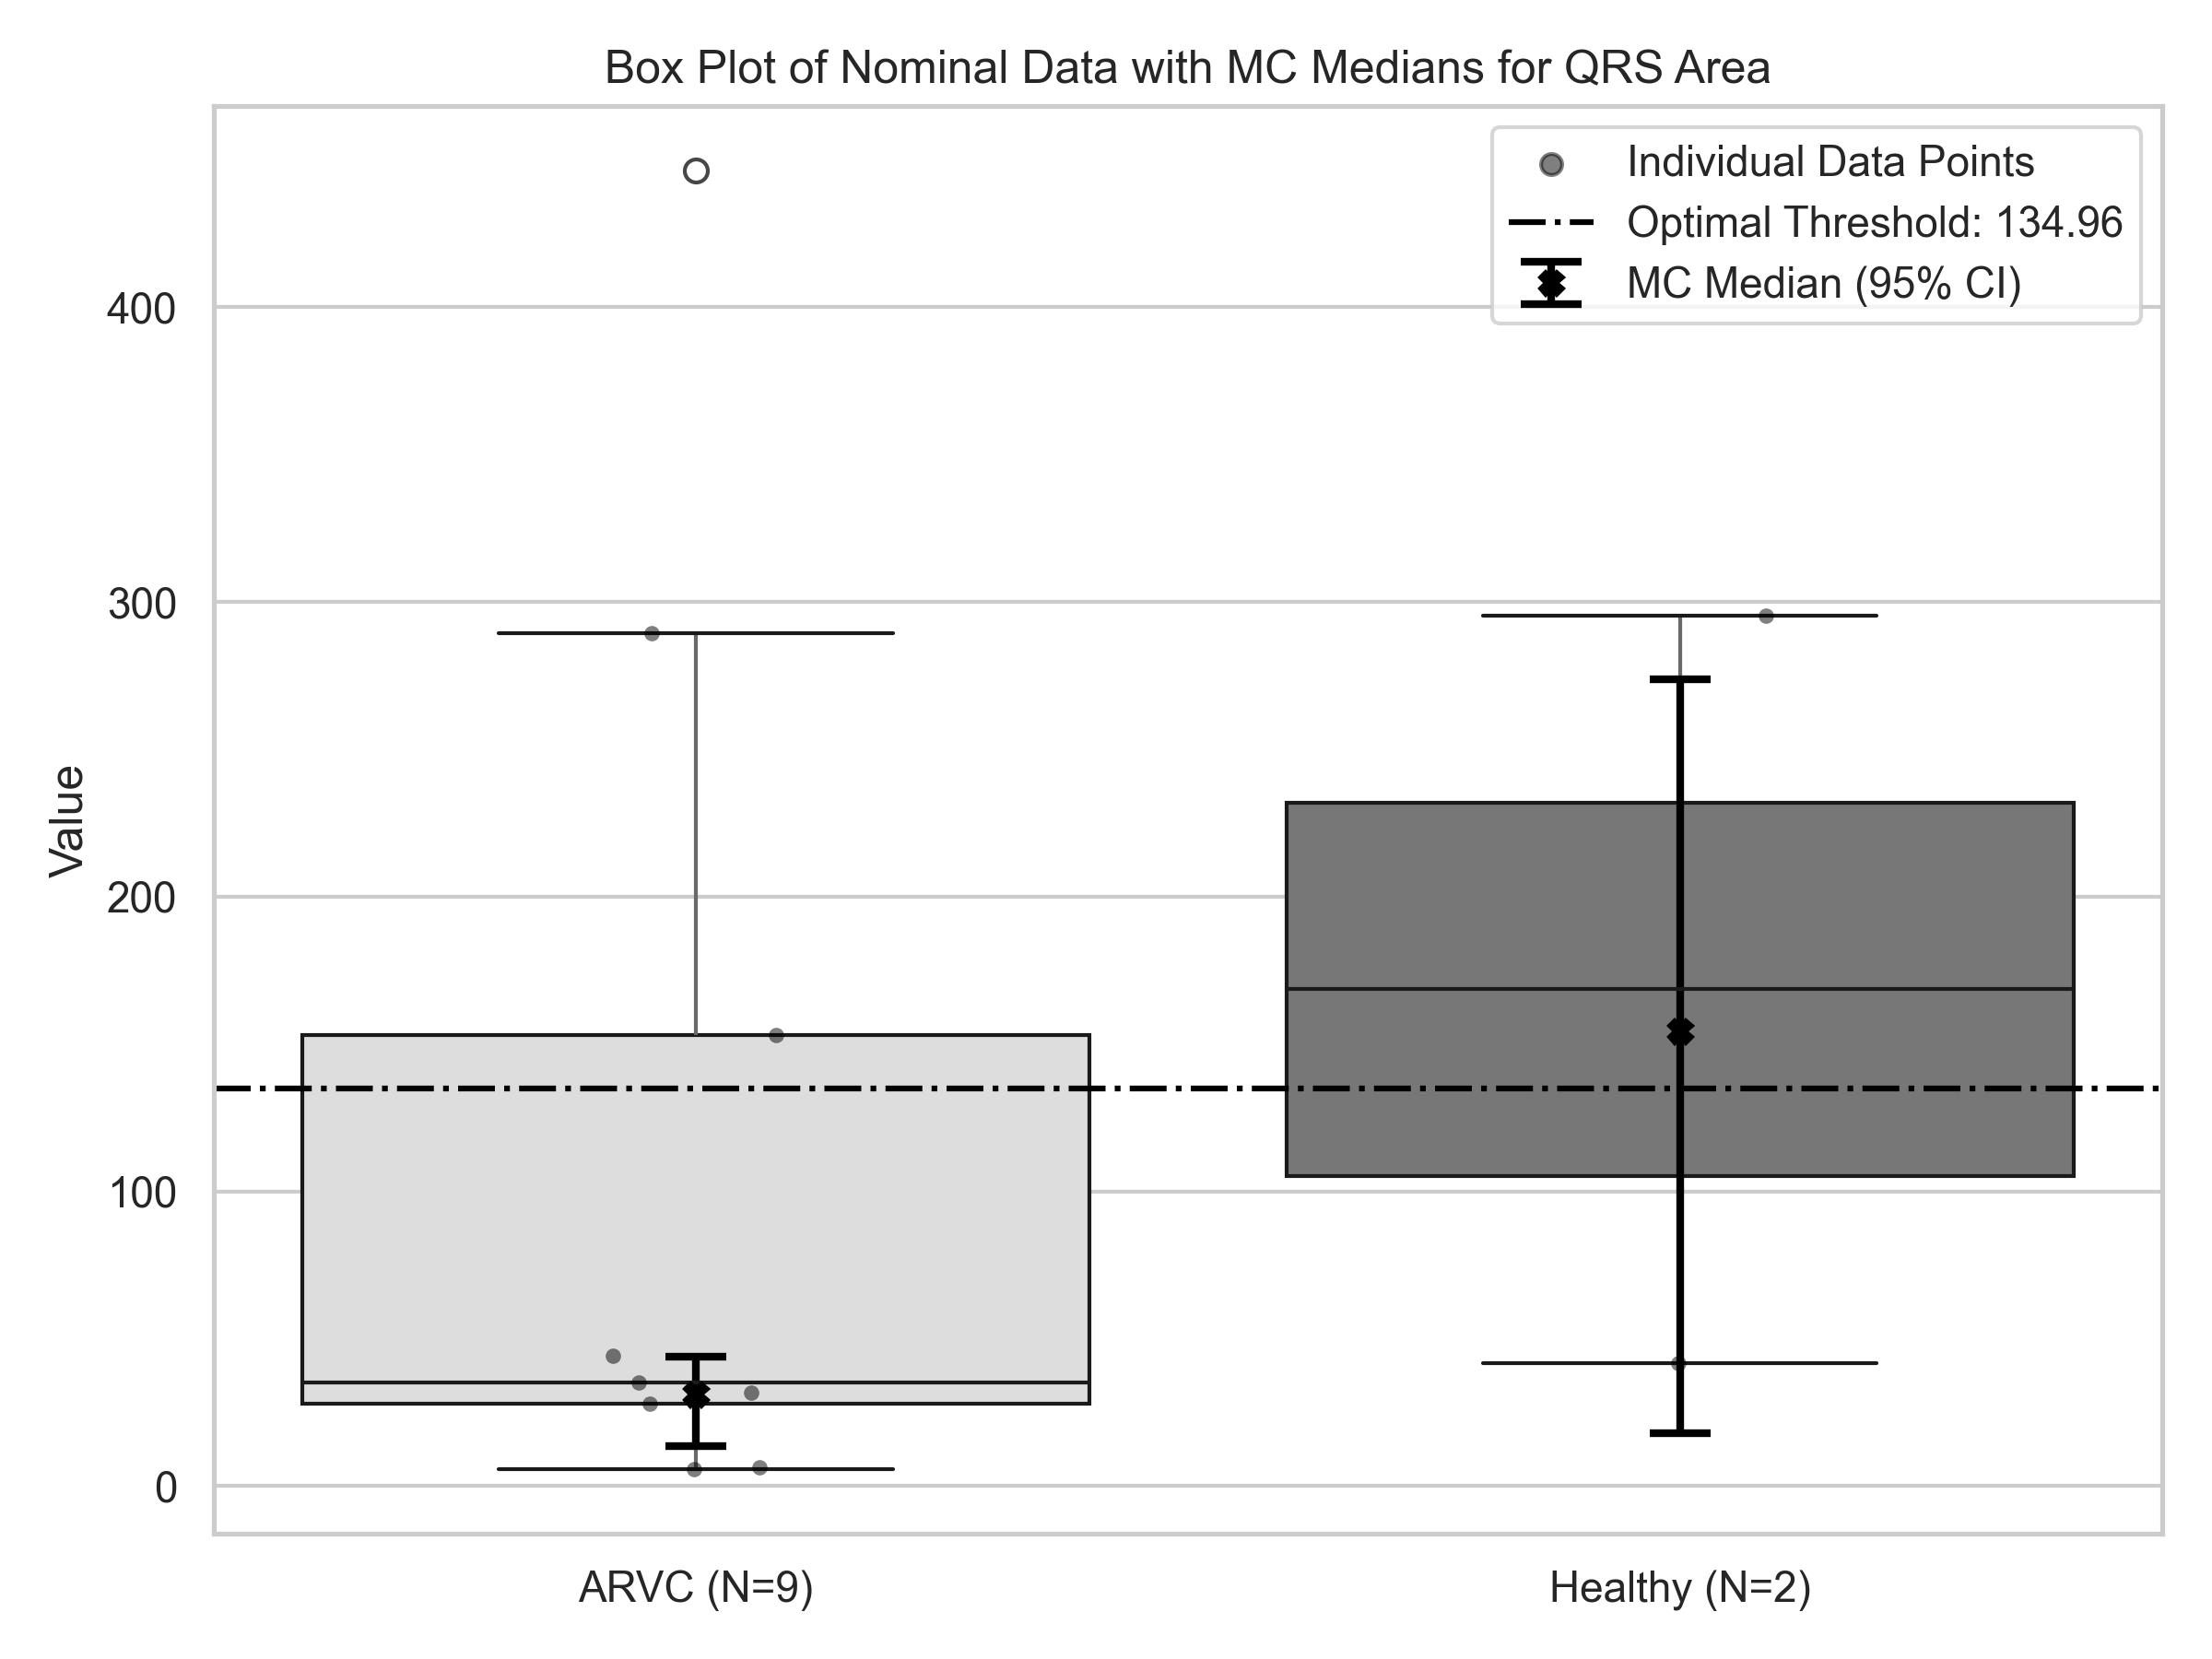 Box Plot of Nominal Data with MC Medians for QRS Area
Individual Data Points
Optimal Threshold: 134.96
MC Median (95% CI)
Value
400
300
200
100
0
ARVC (N=9)
Healthy (N=2)